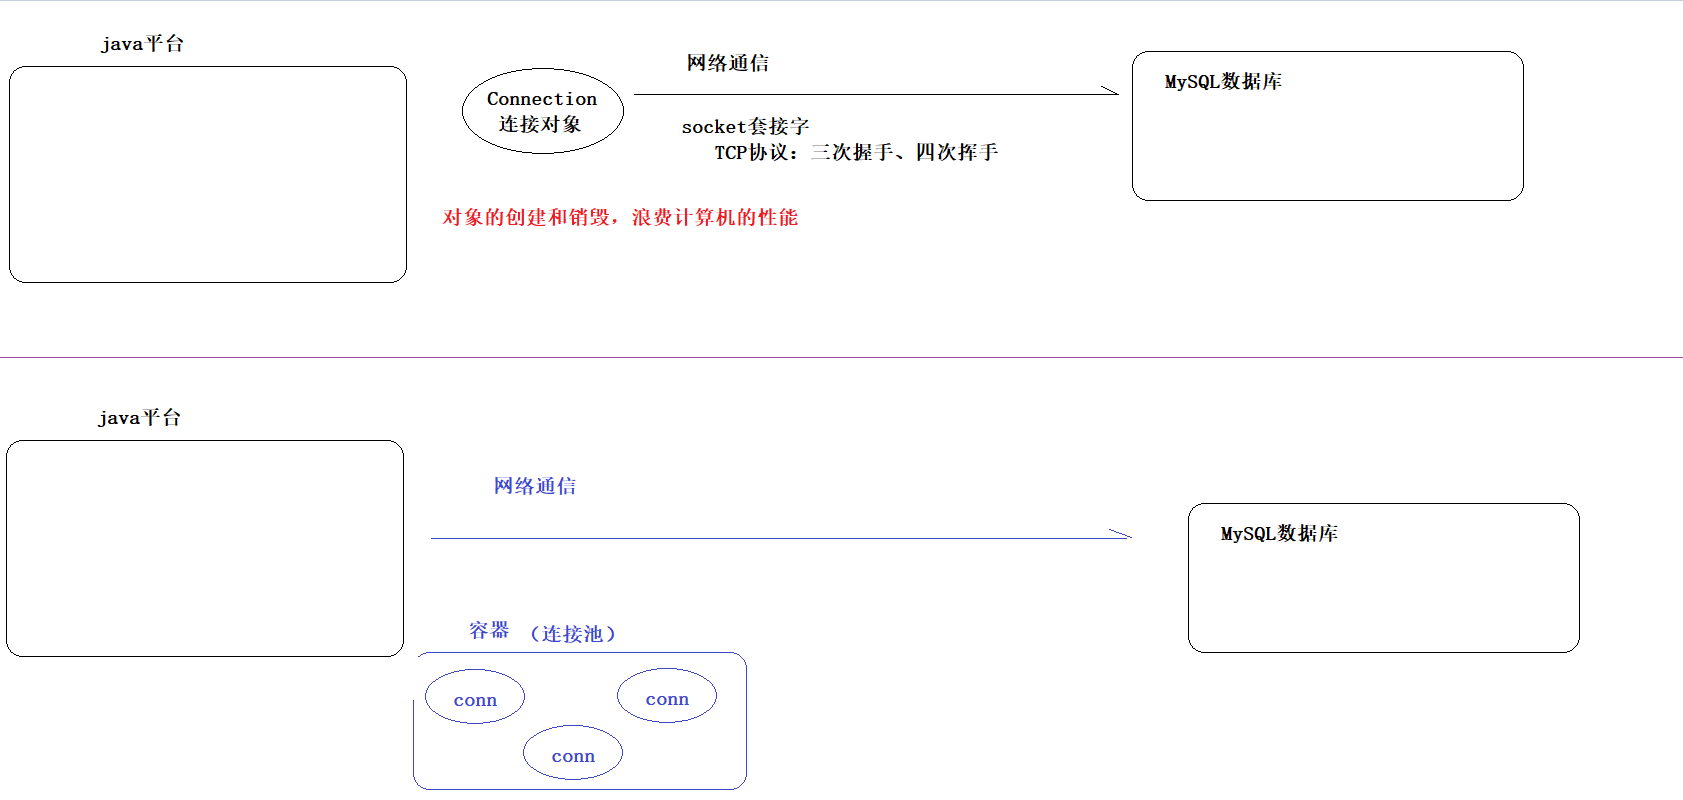 java平台
网络通信
MySQL数据库
Connection
连接对象
socket套接字
TCP协议：三次握手、四次挥手
对象的创建和销毁，浪费计算机的性能
java平台
网络通信
MySQL数据库
容器 （连接池）
conn
conn
conn